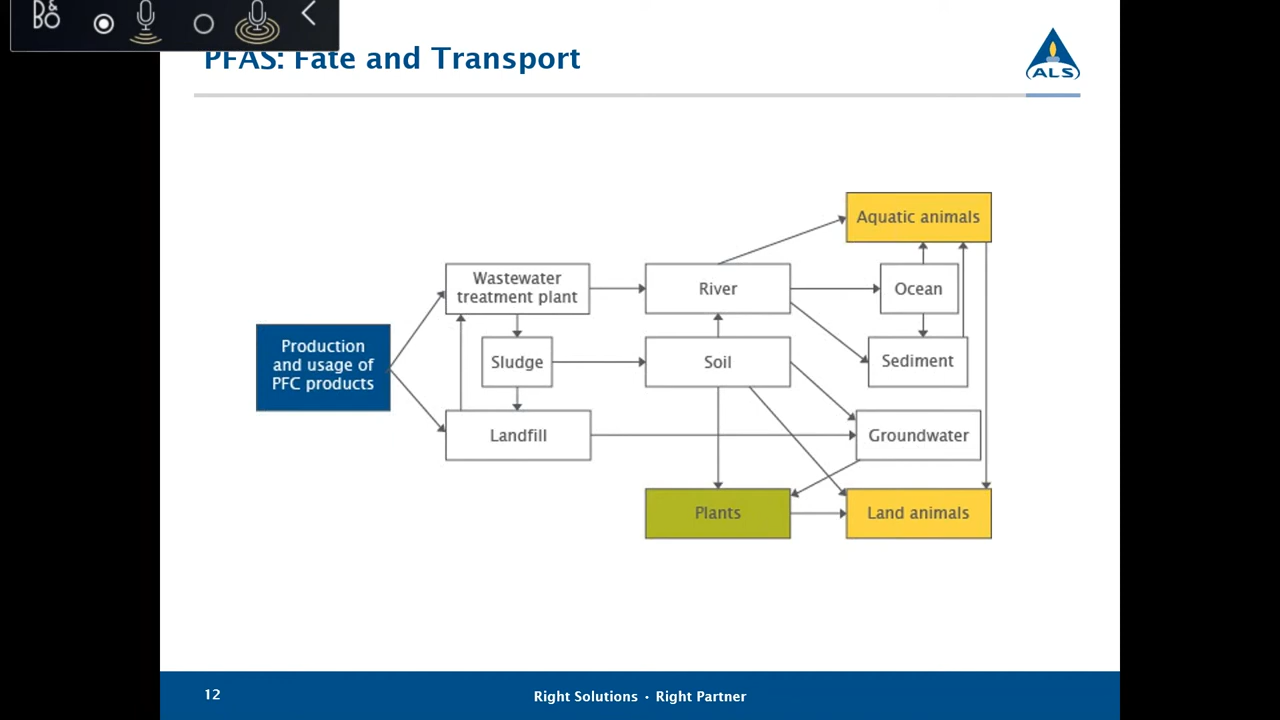 B&O
PFAS: Fate and Transport
ALS
Aquatic animals
Wastewater
treatment plant
River
Ocean
Production
and usage of
PFC products
Sludge
Soil
Sediment
Landfill
Groundwater
Plants
Land animals
12
Right Solutions · Right Partner